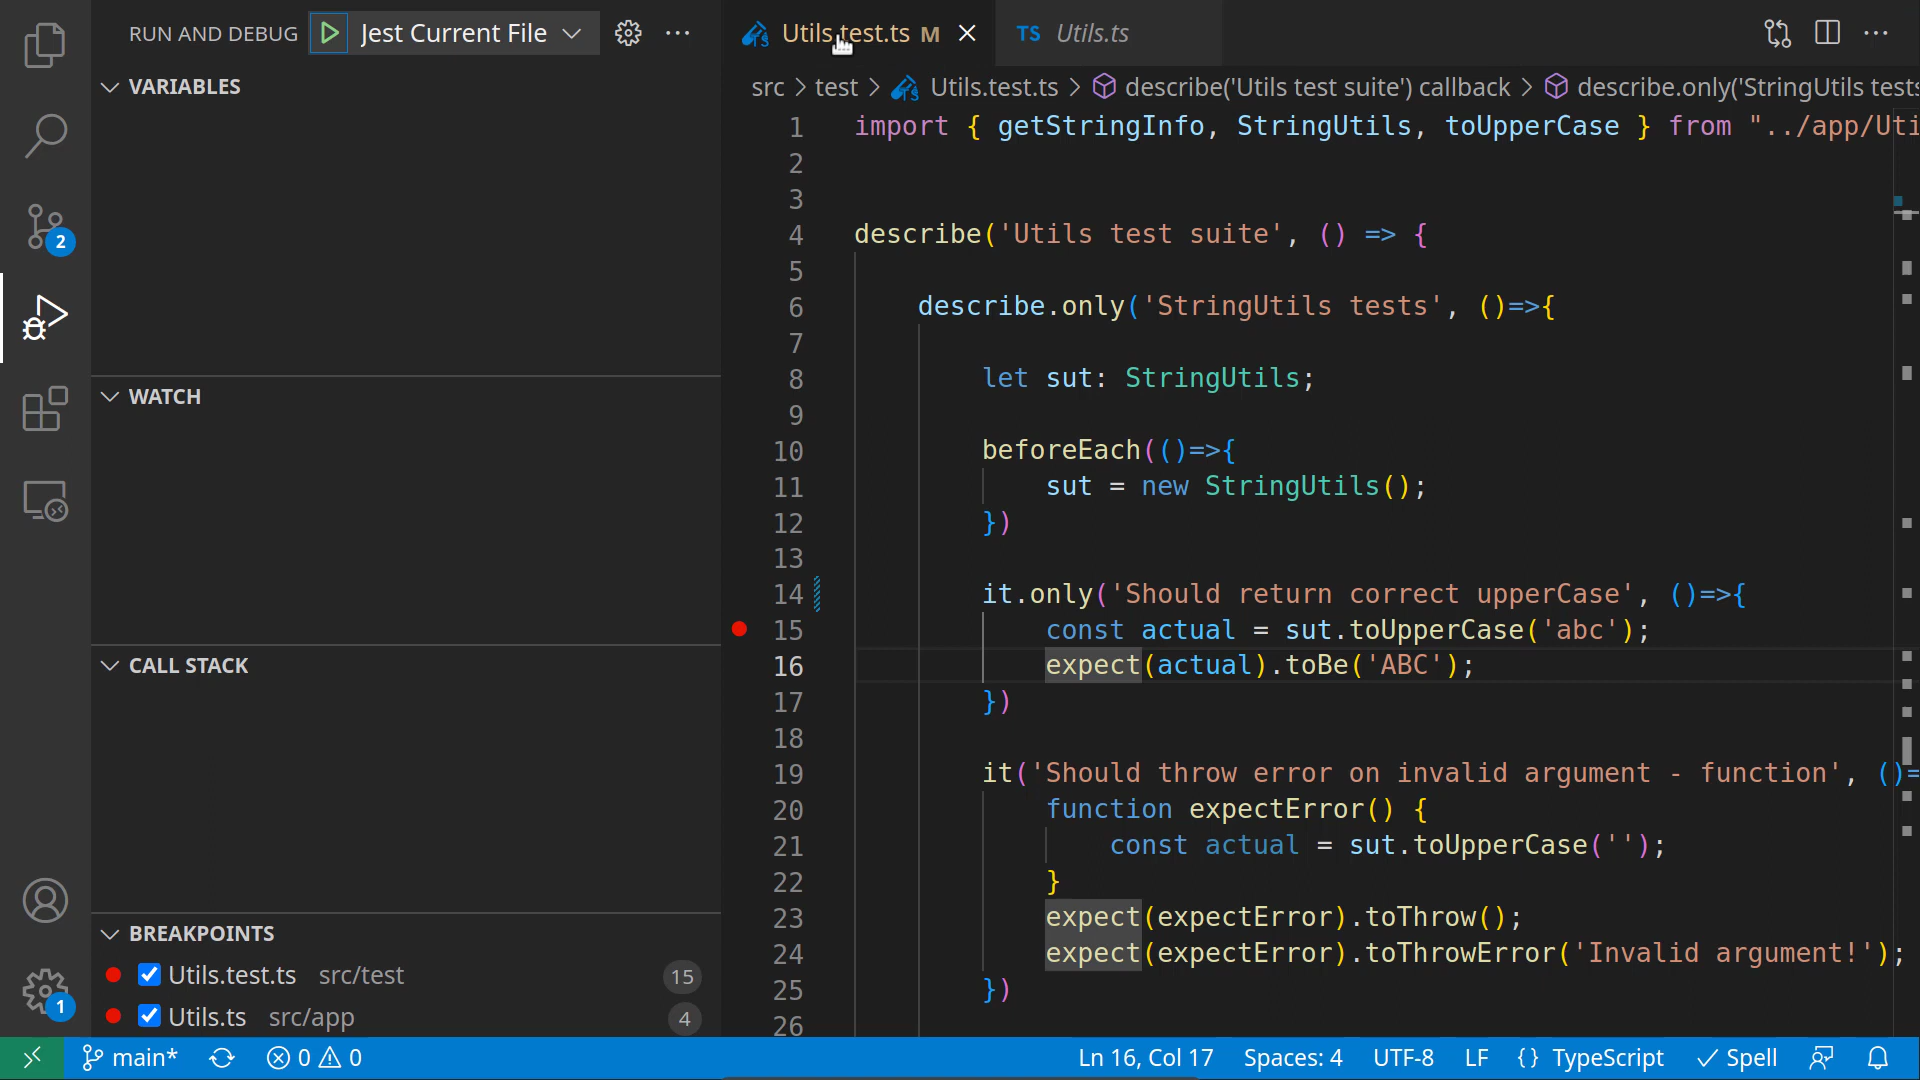 RUN AND DEBUG Jest Current File
Utils.test.ts M
TS Utils.ts
VARIABLES
src > test > TS Utils.test.ts > describe('Utils test suite') callback > describe.only('StringUtils tests
1 import { getStringInfo, StringUtils, toUpperCase } from "../app/Uti
2
3
4 describe('Utils test suite', () => {
5
6 describe.only('StringUtils tests', ()=>{
7
8 let sut: StringUtils;
9
10 beforeEach(()=>{
11 sut = new StringUtils();
12 })
13
14 it.only('Should return correct upperCase', ()=>{
15 const actual = sut.toUpperCase('abc');
16 expect(actual).toBe('ABC');
17 })
18
19 it('Should throw error on invalid argument - function', ()=
20 function expectError() {
21 const actual = sut.toUpperCase('');
22 }
23 expect(expectError).toThrow();
24 expect(expectError).toThrowError('Invalid argument!');
25 })
26
WATCH
CALL STACK
BREAKPOINTS
Utils.test.ts src/test 15
Utils.ts src/app 4
2
1
main* 0 0 Ln 16, Col 17 Spaces: 4 UTF-8 LF {} TypeScript Spell